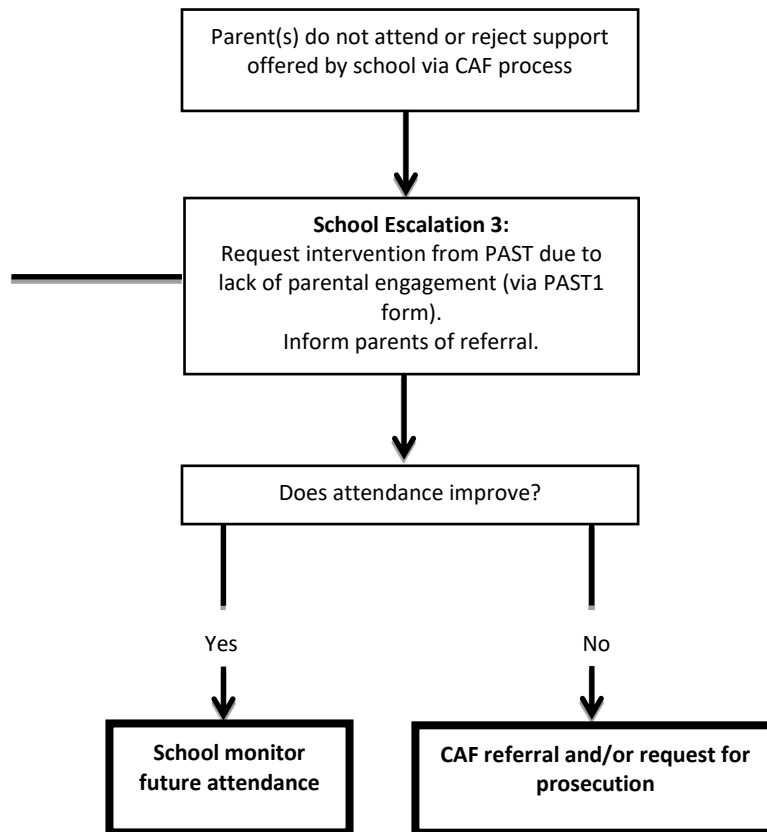 Parent(s) do not attend or reject support
offered by school via CAF process
School Escalation 3:
Request intervention from PAST due to
lack of parental engagement (via PAST1
form).
Inform parents of referral.
Does attendance improve?
Yes
No
School monitor
future attendance
CAF referral and/or request for
prosecution